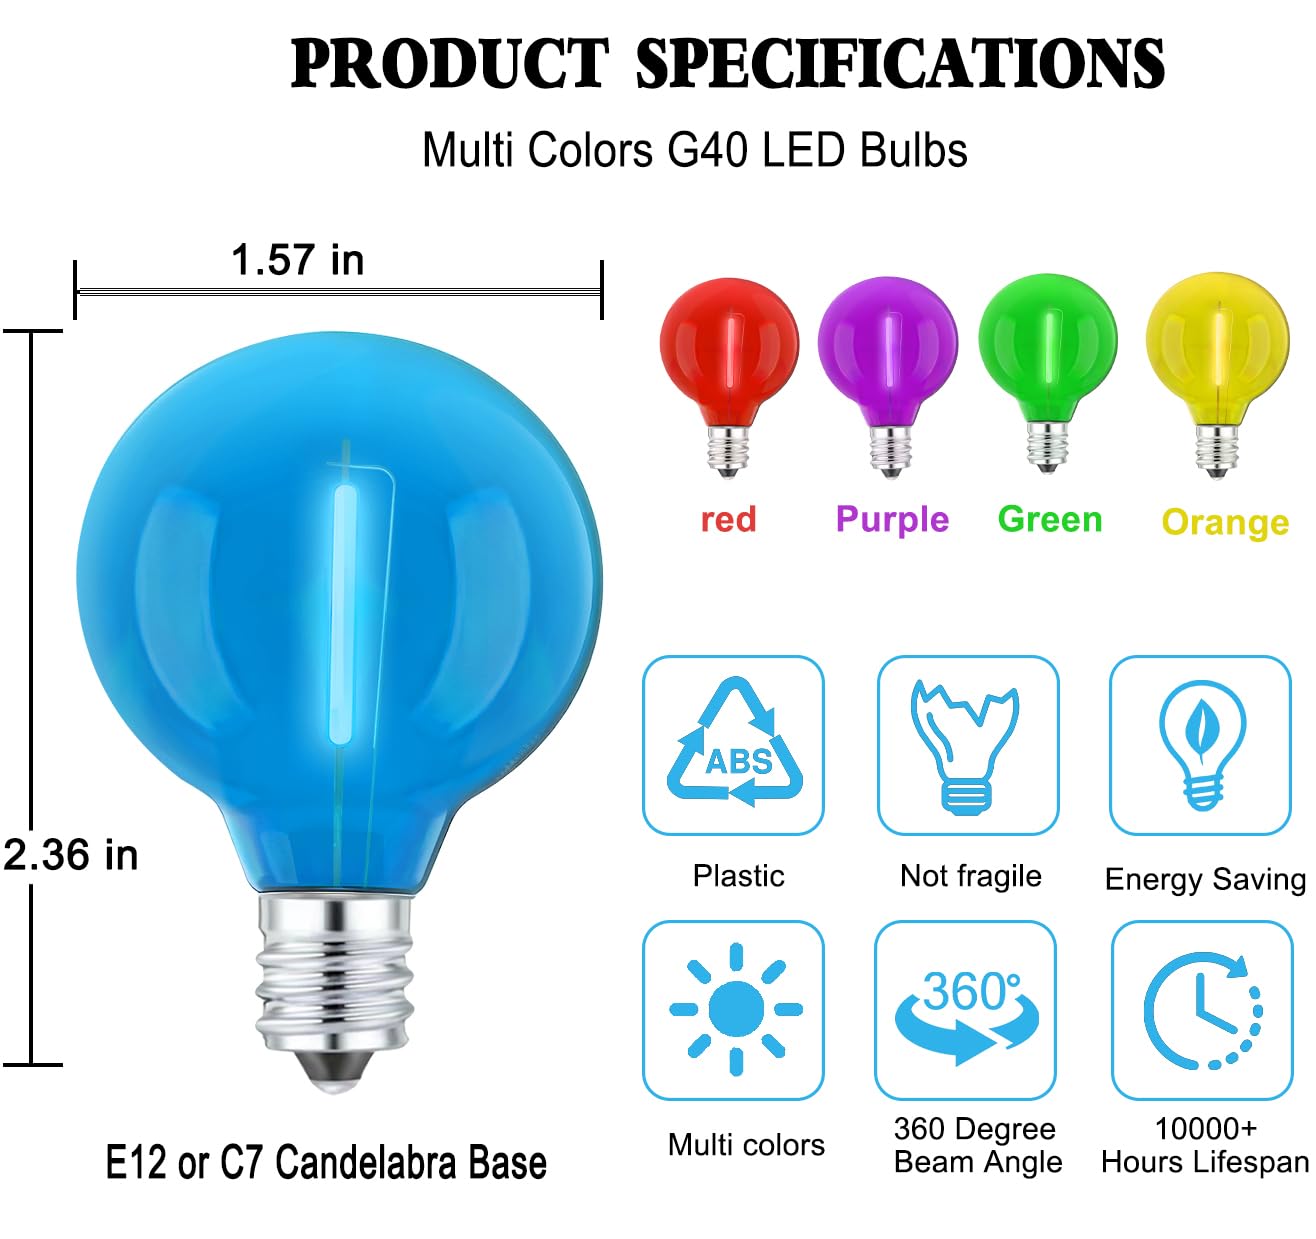 PRODUCT SPECIFICATIONS
Multi Colors G40 LED Bulbs
1.57 in
2.36 in
E12 or C7 Candelabra Base
red
Purple
Green
Orange
ABS
Plastic
Not fragile
Energy Saving
Multi colors
360°
360 Degree
Beam Angle
10000+
Hours Lifespan